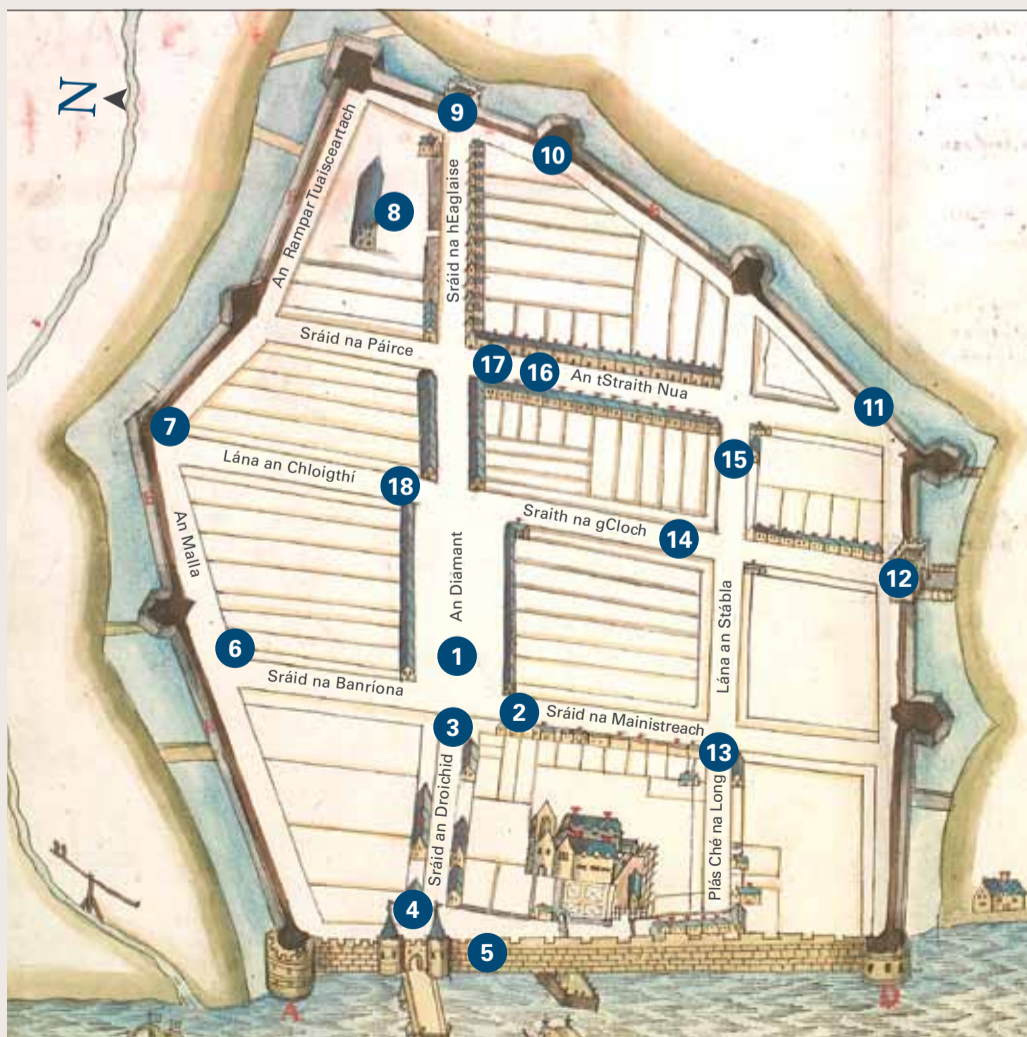 N
9
10
An Rampar Tuaisceartach
8
Sráid na hEaglaise
Sráid na Páirce
17
16
An tStraith Nua
11
7
15
Lána an Chloigthí
18
Sraith na gCloch
14
An Malla
An Diámant
12
Lána an Stábla
6
1
Sráid na Banríona
2
Sráid na Mainistreach
3
13
Sráid an Droichid
Plás Ché na Long
4
5
A
D